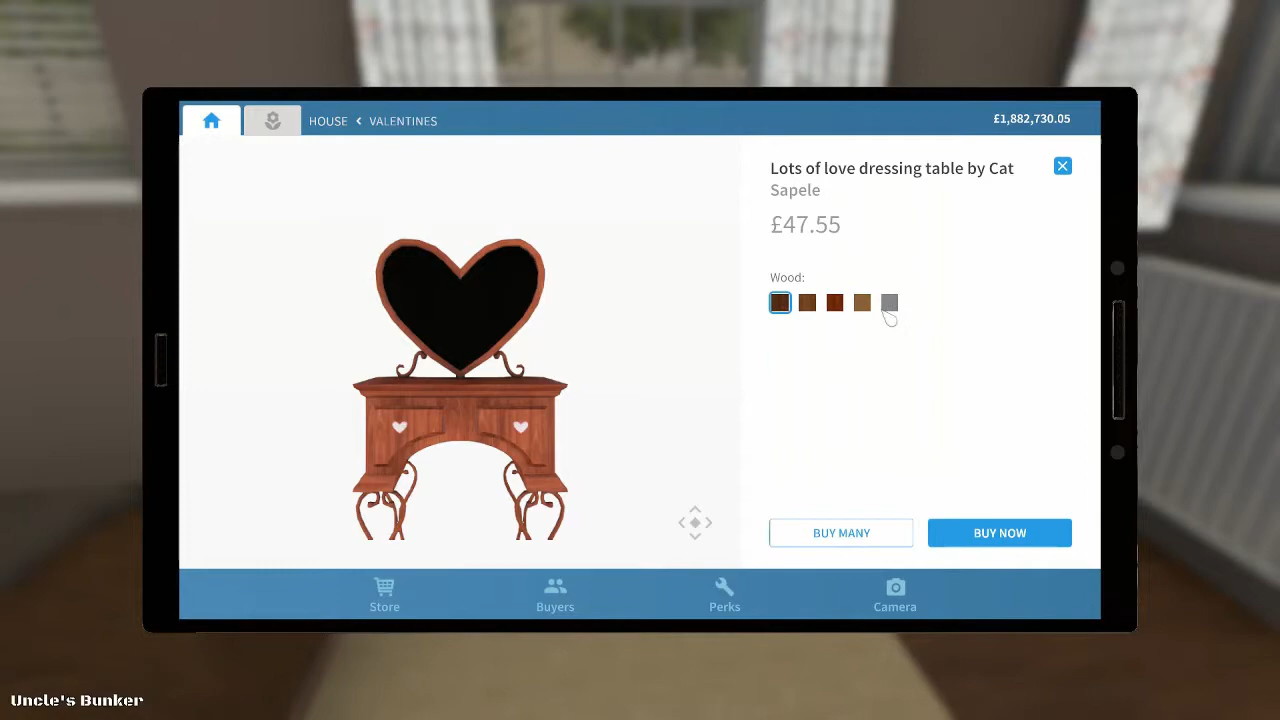 HOUSE < VALENTINES
£1,882,730.05
Lots of love dressing table by Cat
Sapele
£47.55
Wood:
BUY MANY
BUY NOW
Store
Buyers
Perks
Camera
Uncle's Bunker